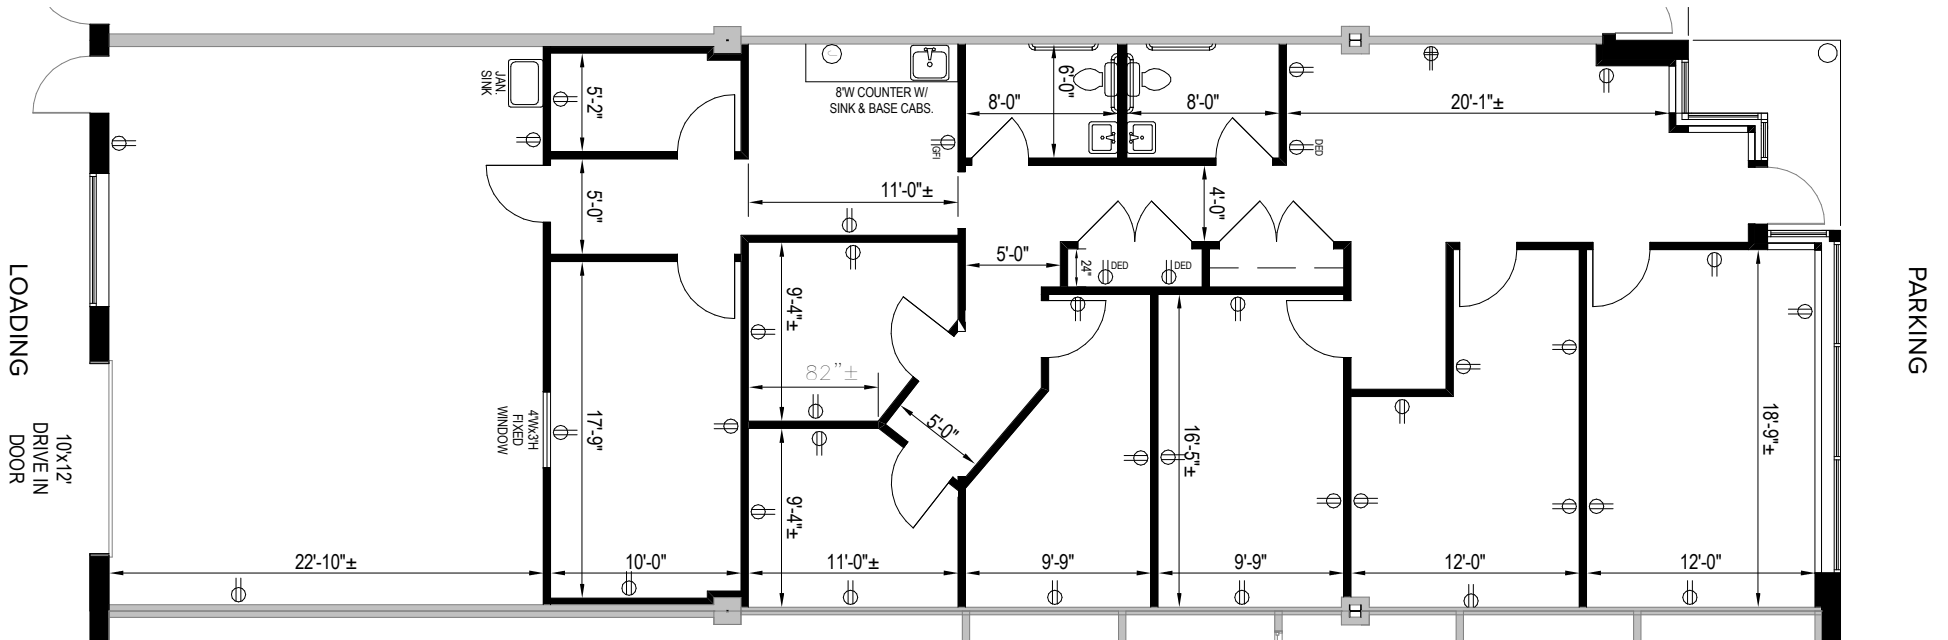 JAN.
SINK
5'-2"
8'W COUNTER W/
SINK & BASE CABS.
GFI
8'-0"
6'-0"
8'-0"
20'-1"±
DED
5'-0"
11'-0"±
4'-0"
5'-0"
24"
DED
DED
9'-4"±
82"±
LOADING
10'x12'
DRIVE IN
DOOR
4'Wx3'H
FIXED
WINDOW
17'-9"
5'-0"
9'-4"±
16'-5"±
18'-9"±
PARKING
22'-10"±
10'-0"
11'-0"±
9'-9"
9'-9"
12'-0"
12'-0"